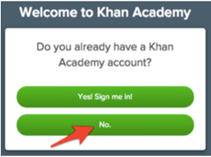 Welcome to Khan Academy
Do you already have a Khan
Academy account?
Yes! Sign me in!
No.